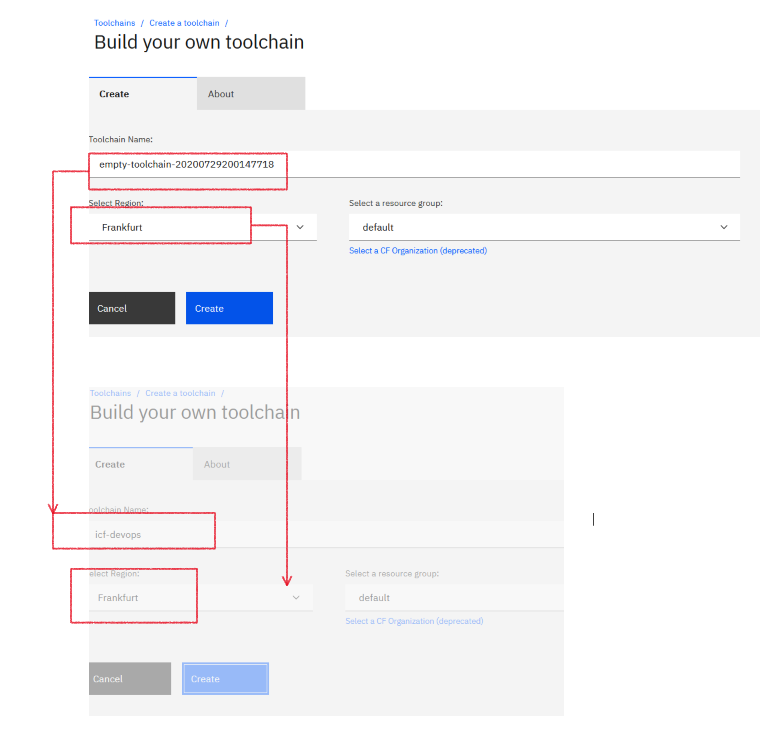 Toolchains / Create a toolchain /
Build your own toolchain
Create About
Toolchain Name:
empty-toolchain-20200729200147718
Select Region: Select a resource group:
Frankfurt default
Select a CF Organization (deprecated)
Cancel Create
Toolchains / Create a toolchain /
Build your own toolchain
Create About
oolchain Name:
icf-devops
elect Region: Select a resource group:
Frankfurt default
Select a CF Organization (deprecated)
Cancel Create